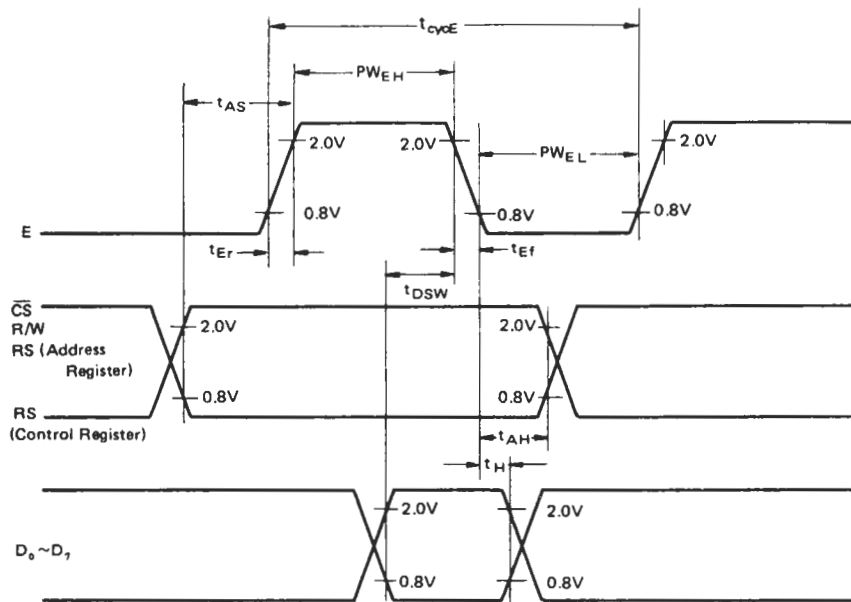 tcycE
PWEH
tAS
2.0V
2.0V
2.0V
PWEL
0.8V
0.8V
0.8V
E
tEr
tEf
tDSW
CS
R/W
RS (Address
Register)
2.0V
2.0V
0.8V
0.8V
RS
(Control Register)
tAH
tH
2.0V
2.0V
D0~D7
0.8V
0.8V